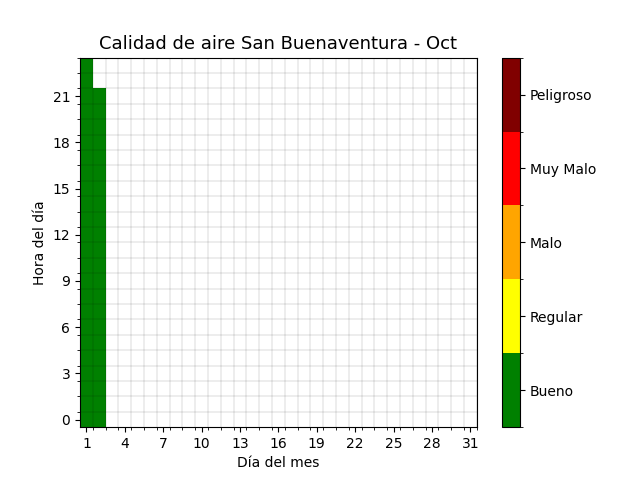 Calidad de aire San Buenaventura - Oct
Hora del día
21
18
15
12
9
6
3
0
1 4 7 10 13 16 19 22 25 28 31
Día del mes
Peligroso
Muy Malo
Malo
Regular
Bueno